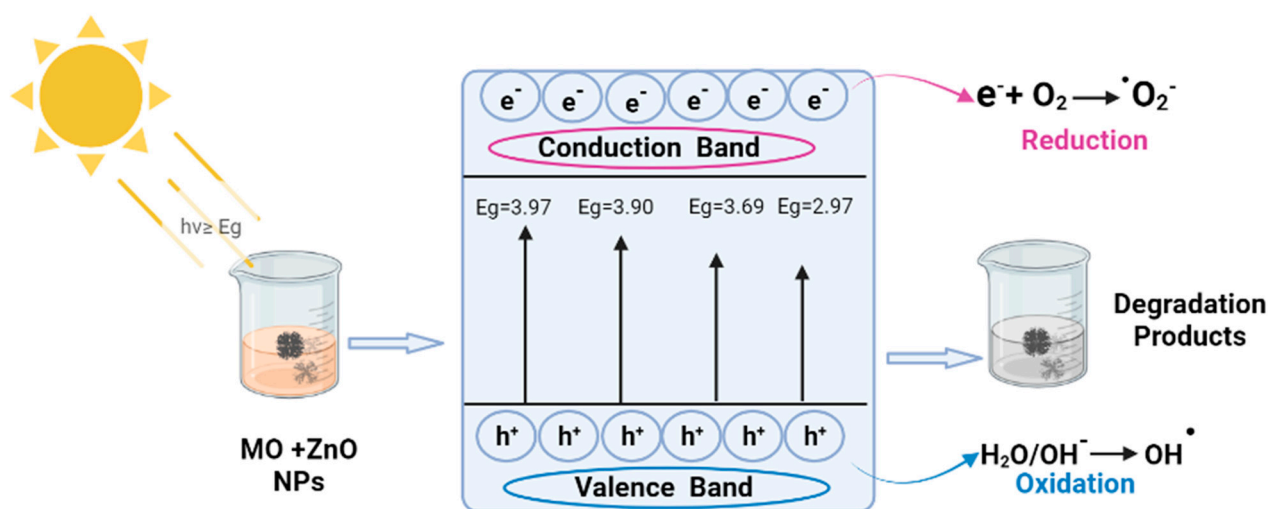 hv≥ Eg
MO +ZnO
NPs
e⁻ e⁻ e⁻ e⁻ e⁻ e⁻
Conduction Band
Eg=3.97 Eg=3.90 Eg=3.69 Eg=2.97
h⁺ h⁺ h⁺ h⁺ h⁺ h⁺
Valence Band
e⁻+ O₂ → •O₂⁻
Reduction
Degradation
Products
H₂O/OH⁻ → OH•
Oxidation